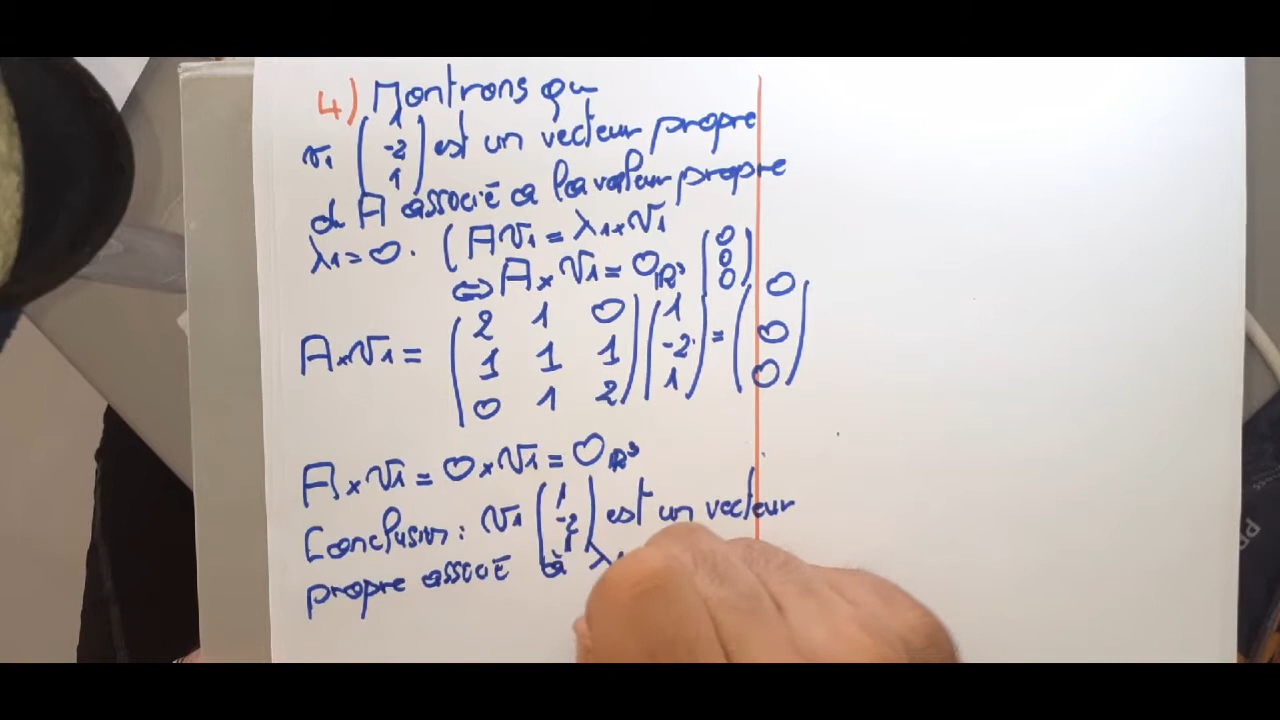 4) Montrons qu
v1 ( 1 -2 1 ) est un vecteur propre
de A associé a la valeur propre
λ1 = 0. ( A v1 = λ1 × v1
⇔ A × v1 = 0ℝ³ ( 0 0 0 )
A × v1 = ( 2 1 0 ) ( 1 ) = ( 0 )
( 1 1 1 ) ( -2 ) ( 0 )
( 0 1 2 ) ( 1 ) ( 0 )
A × v1 = 0 × v1 = 0ℝ³
Conclusion : v1 ( 1 -2 1 ) est un vecteur
propre associé à λ1